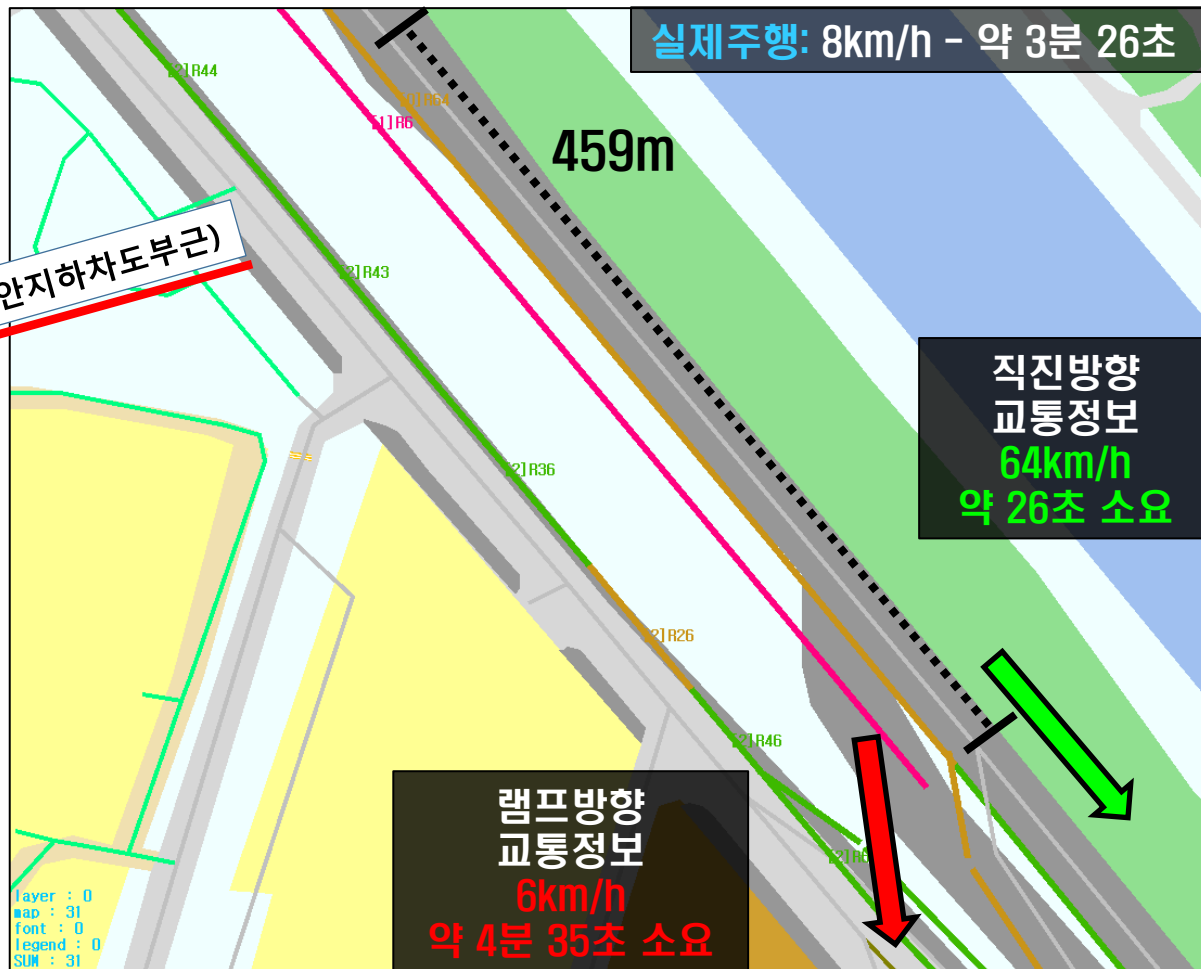 실제주행: 8km/h - 약 3분 26초
[2]R44
[1]R6
459m
안지하차도부근)
[2]R43
직진방향
교통정보
64km/h
약 26초 소요
[2]R36
[2]R26
[2]R46
램프방향
교통정보
6km/h
약 4분 35초 소요
layer : 0
map : 31
font : 0
legend : 0
SUM : 31